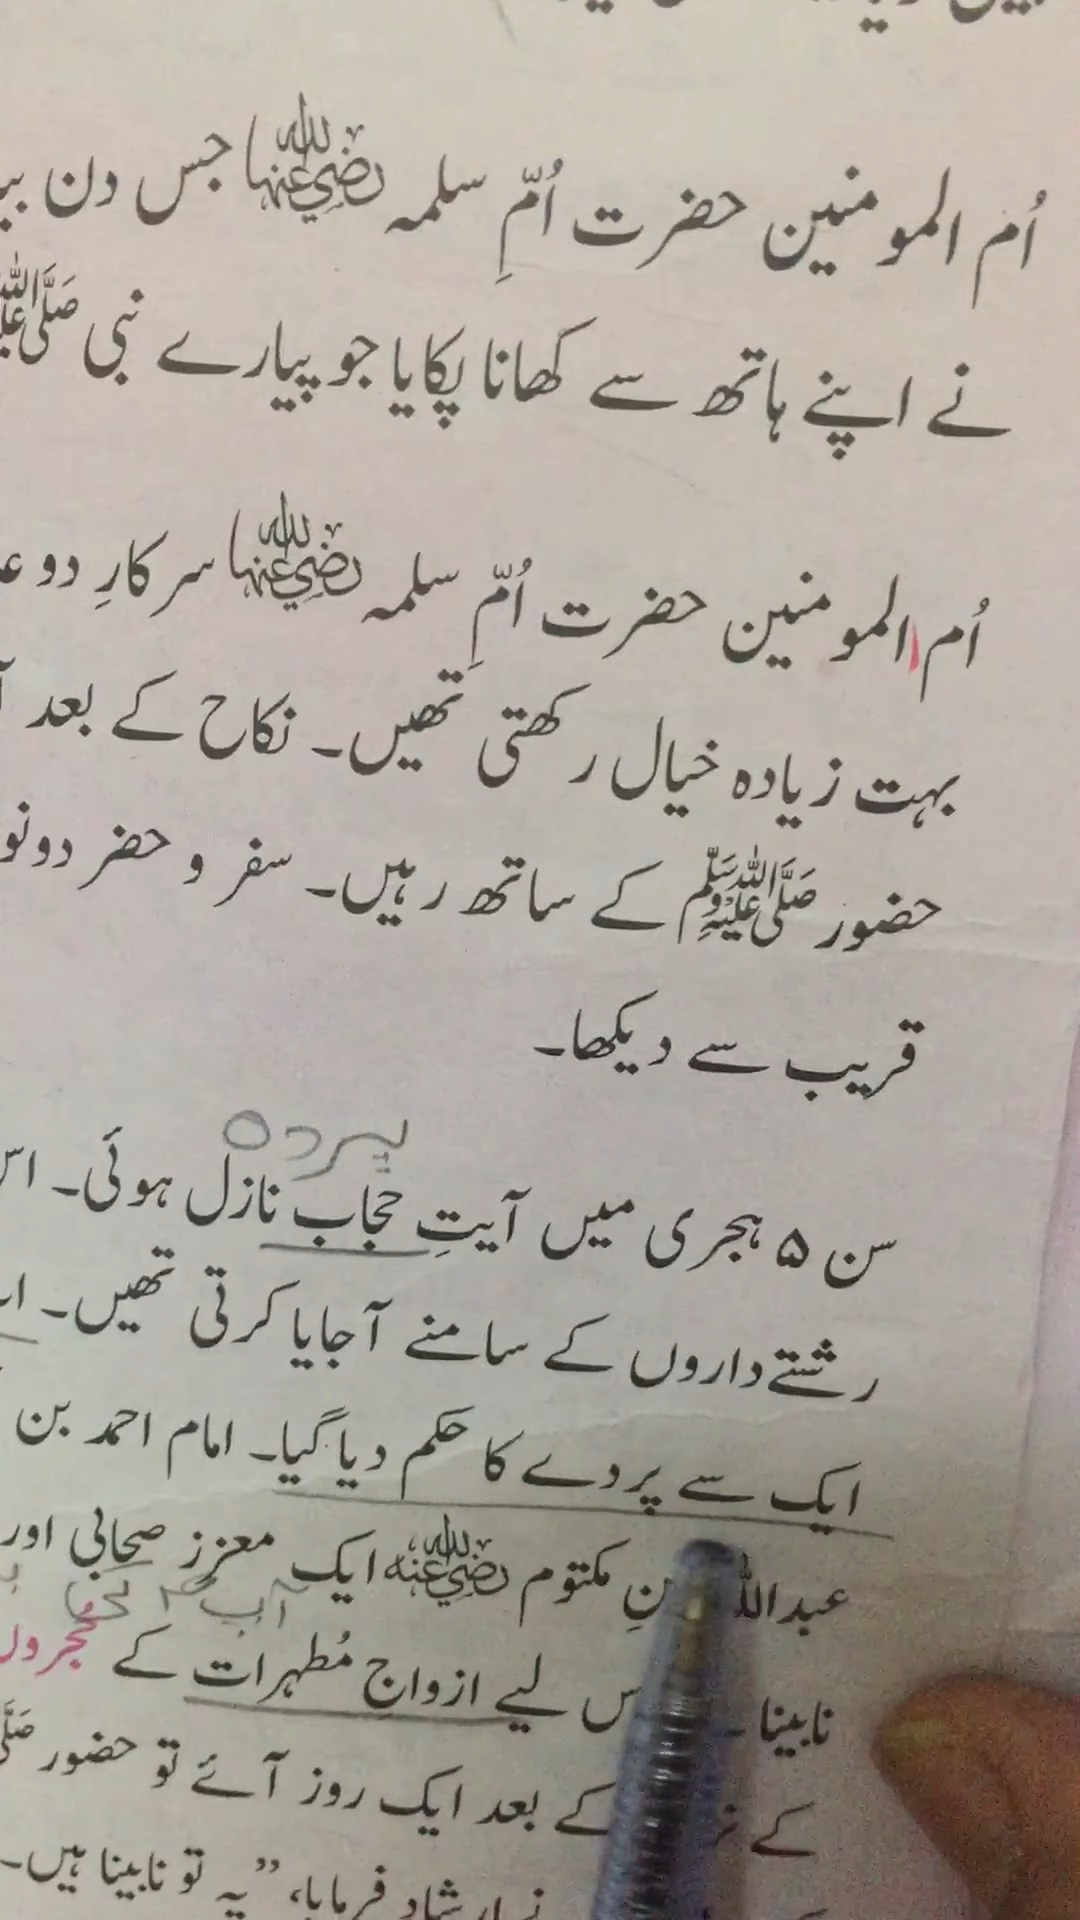 اُم المومنین حضرت اُمِّ سلمہ رضی اللہ عنہا جس دن
نے اپنے ہاتھ سے کھانا پکایا جو پیارے نبی صلی اللہ
اُم المومنین حضرت اُمِّ سلمہ رضی اللہ عنہا سرکارِ دو
بہت زیادہ خیال رکھتی تھیں۔ نکاح کے بعد
حضور صلی اللہ علیہ وسلم کے ساتھ رہیں۔ سفر و حضر
قریب سے دیکھا۔
پردہ
سن ۵ ہجری میں آیتِ حجاب نازل ہوئی۔
رشتے داروں کے سامنے آجایا کرتی تھیں۔
ایک سے پردے کا حکم دیا گیا۔ امام احمد بن
مکتوم رضی اللہ عنہ ایک معزز صحابی اور
نابینا لیے ازواجِ مُطہرات کے
کے کے بعد ایک روز آئے تو حضور
ارشاد فرمایا، ”یہ تو نابینا ہیں۔